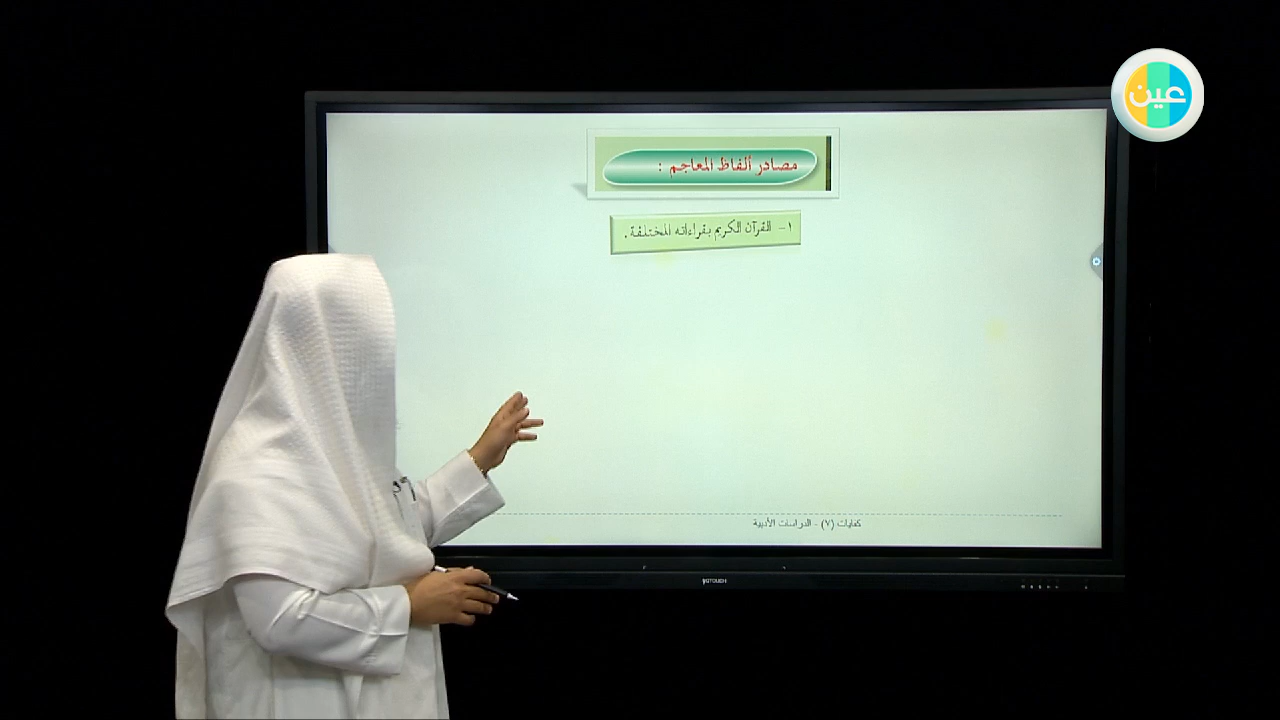 عين
مصادر ألفاظ المعاجم :
١- القرآن الكريم بقراءاته المختلفة .
كفايات (٧) - الدراسات الأدبية